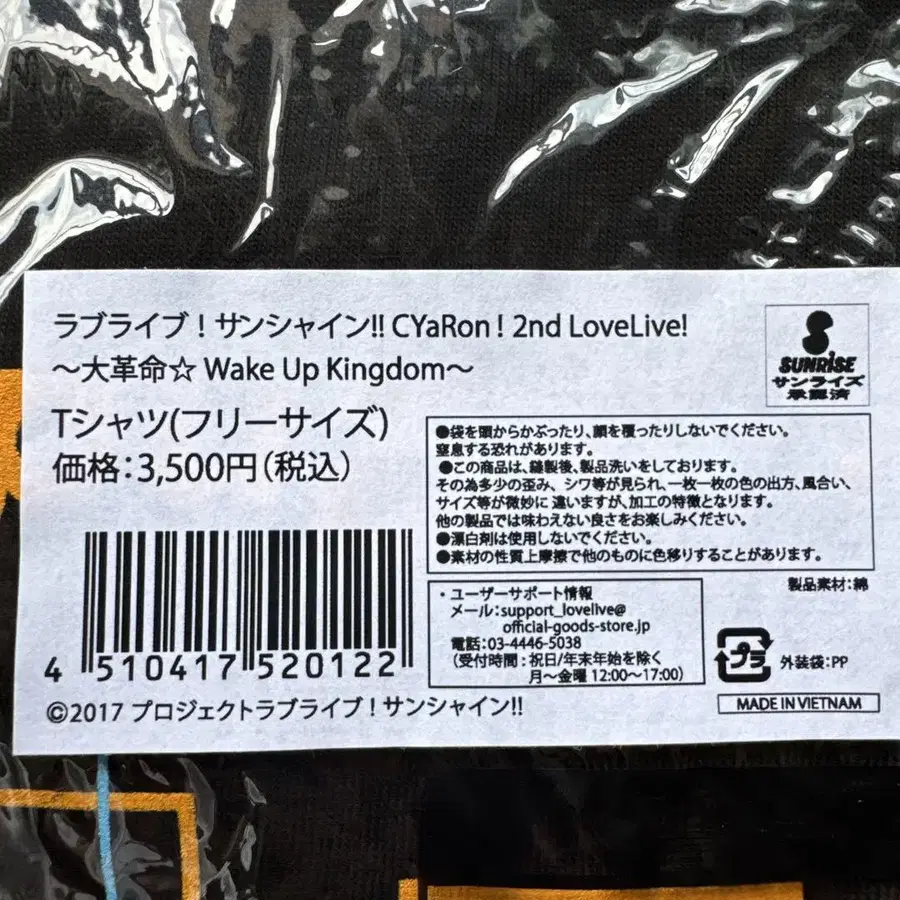 ラブライブ！サンシャイン!! CYaRon！2nd LoveLive!
～大革命☆ Wake Up Kingdom～
Tシャツ(フリーサイズ)
価格：3,500円（税込）
SUNRISE
サンライズ
承認済
●袋を頭からかぶったり、顔を覆ったりしないでください。
窒息する恐れがあります。
●この商品は、縫製後、製品洗いをしております。
その為多少の歪み、シワ等が見られ、一枚一枚の色の出方、風合い、
サイズ等が微妙に違いますが、加工の特徴となります。
他の製品では味わえない良さをお楽しみください。
●漂白剤は使用しないでください。
●素材の性質上摩擦で他のものに色移りすることがあります。
製品素材：綿
・ユーザーサポート情報
メール：support_lovelive@
official-goods-store.jp
電話：03-4446-5038
（受付時間：祝日/年末年始を除く
月～金曜 12:00～17:00）
プラ
外装袋：PP
MADE IN VIETNAM
4 510417 520122
©2017 プロジェクトラブライブ！サンシャイン!!